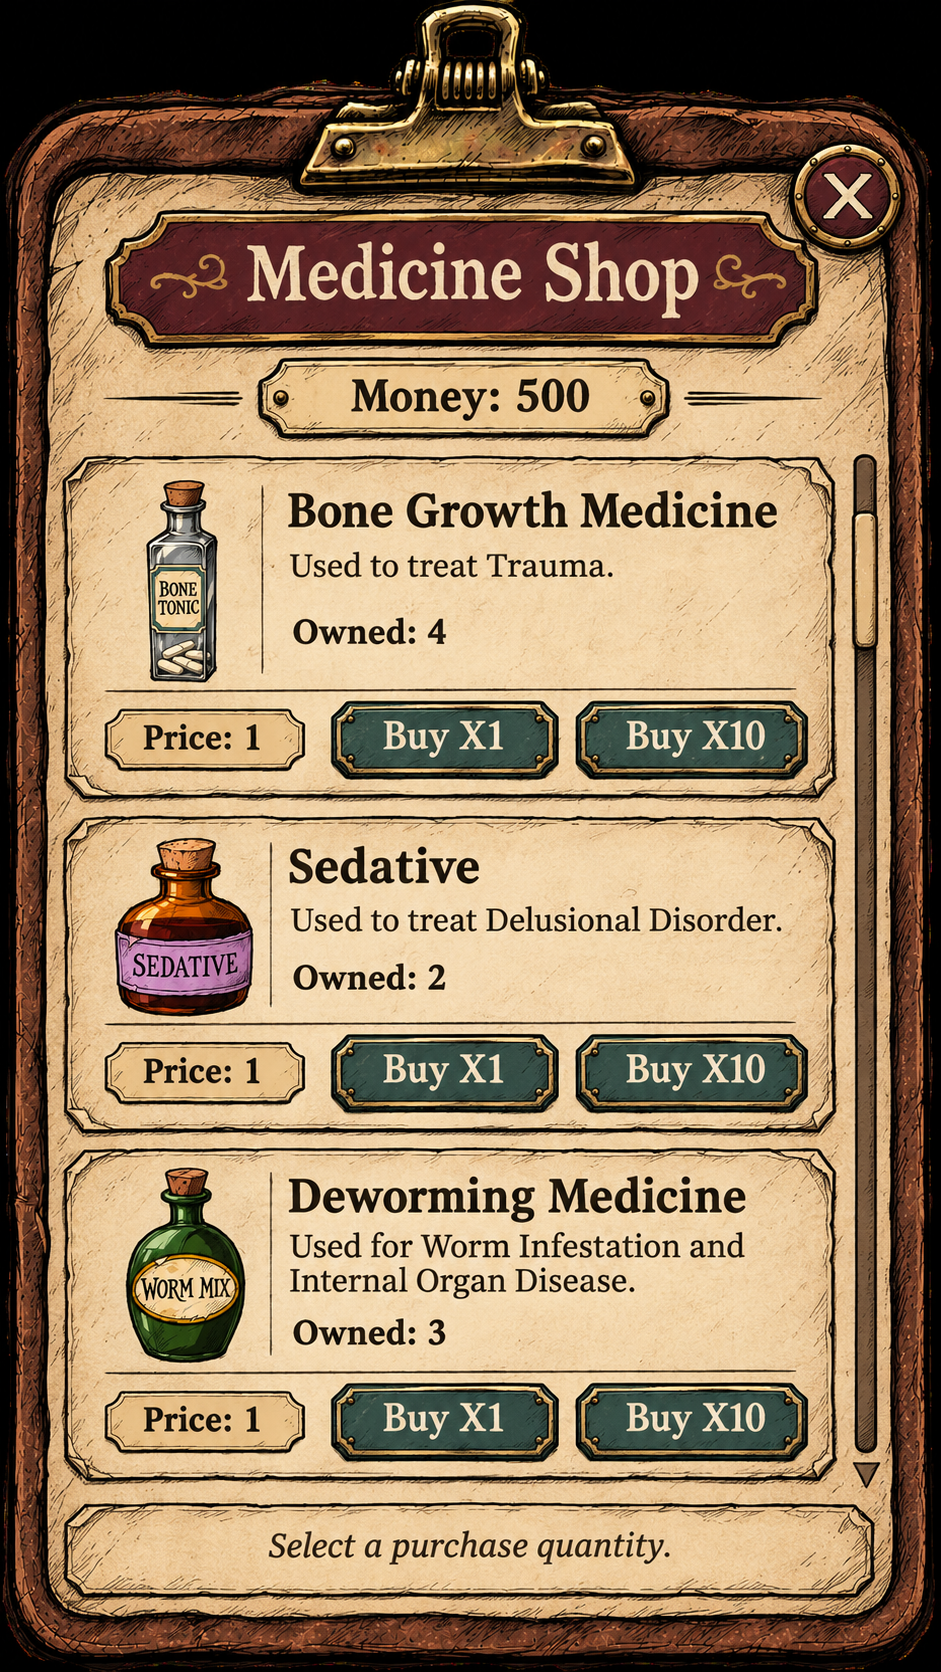 X
Medicine Shop
Money: 500
BONE
TONIC
Bone Growth Medicine
Used to treat Trauma.
Owned: 4
Price: 1
Buy X1
Buy X10
SEDATIVE
Sedative
Used to treat Delusional Disorder.
Owned: 2
Price: 1
Buy X1
Buy X10
WORM MIX
Deworming Medicine
Used for Worm Infestation and
Internal Organ Disease.
Owned: 3
Price: 1
Buy X1
Buy X10
Select a purchase quantity.